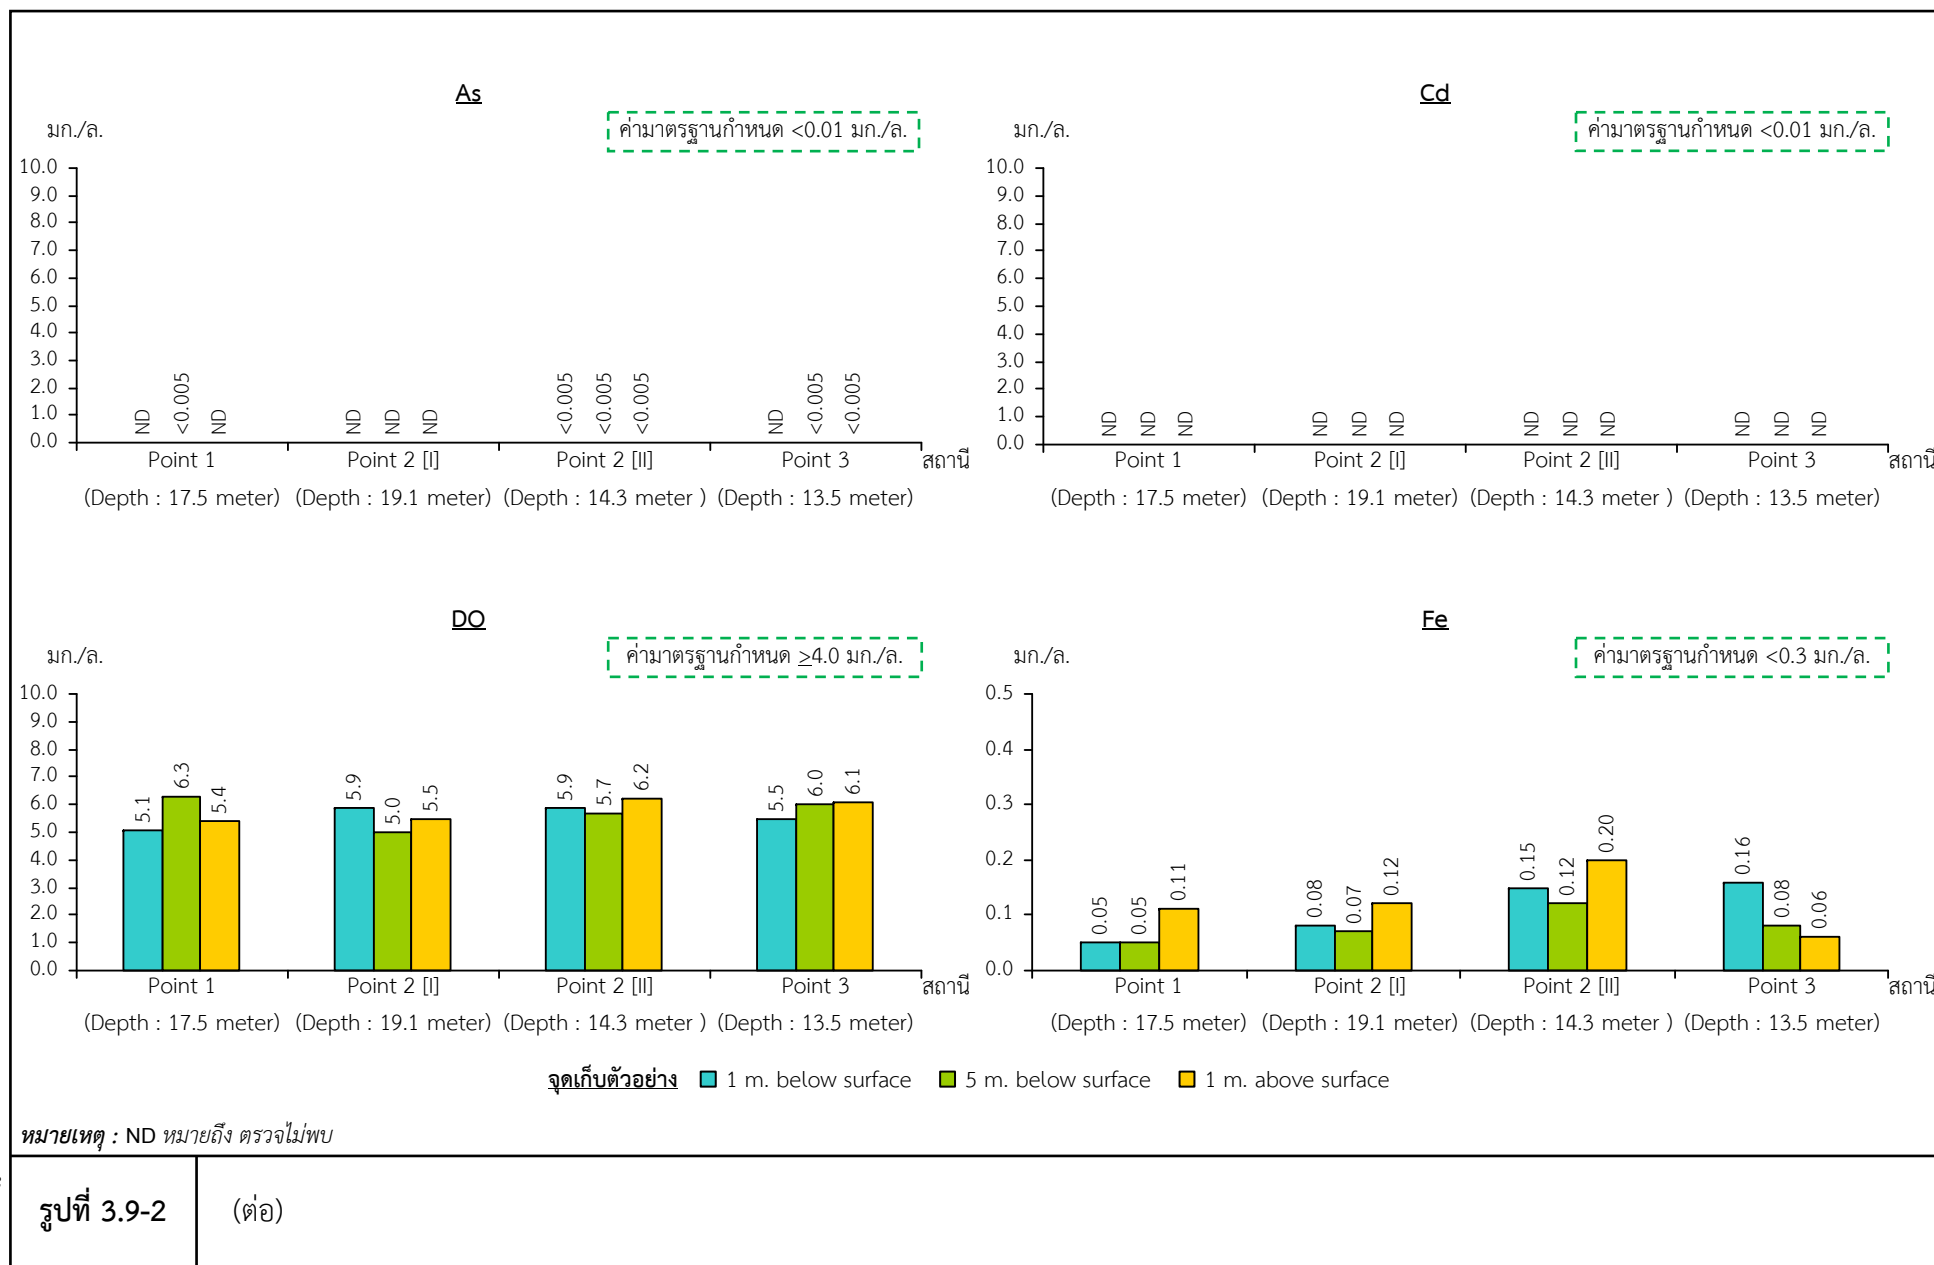 As
มก./ล.
ค่ามาตรฐานกำหนด <0.01 มก./ล.
10.0
9.0
8.0
7.0
6.0
5.0
4.0
3.0
2.0
1.0
0.0
ND <0.005 ND ND ND ND <0.005 <0.005 <0.005 ND <0.005 <0.005
Point 1 Point 2 [I] Point 2 [II] Point 3 สถานี
(Depth : 17.5 meter) (Depth : 19.1 meter) (Depth : 14.3 meter ) (Depth : 13.5 meter)
Cd
มก./ล.
ค่ามาตรฐานกำหนด <0.01 มก./ล.
10.0
9.0
8.0
7.0
6.0
5.0
4.0
3.0
2.0
1.0
0.0
ND ND ND ND ND ND ND ND ND ND ND ND
Point 1 Point 2 [I] Point 2 [II] Point 3 สถานี
(Depth : 17.5 meter) (Depth : 19.1 meter) (Depth : 14.3 meter ) (Depth : 13.5 meter)
DO
มก./ล.
ค่ามาตรฐานกำหนด ≥4.0 มก./ล.
10.0
9.0
8.0
7.0
6.0
5.0
4.0
3.0
2.0
1.0
0.0
5.1 6.3 5.4 5.9 5.0 5.5 5.9 5.7 6.2 5.5 6.0 6.1
Point 1 Point 2 [I] Point 2 [II] Point 3 สถานี
(Depth : 17.5 meter) (Depth : 19.1 meter) (Depth : 14.3 meter ) (Depth : 13.5 meter)
Fe
มก./ล.
ค่ามาตรฐานกำหนด <0.3 มก./ล.
0.5
0.4
0.3
0.2
0.1
0.0
0.05 0.05 0.11 0.08 0.07 0.12 0.15 0.12 0.20 0.16 0.08 0.06
Point 1 Point 2 [I] Point 2 [II] Point 3 สถานี
(Depth : 17.5 meter) (Depth : 19.1 meter) (Depth : 14.3 meter ) (Depth : 13.5 meter)
จุดเก็บตัวอย่าง 1 m. below surface 5 m. below surface 1 m. above surface
หมายเหตุ : ND หมายถึง ตรวจไม่พบ
รูปที่ 3.9-2 (ต่อ)